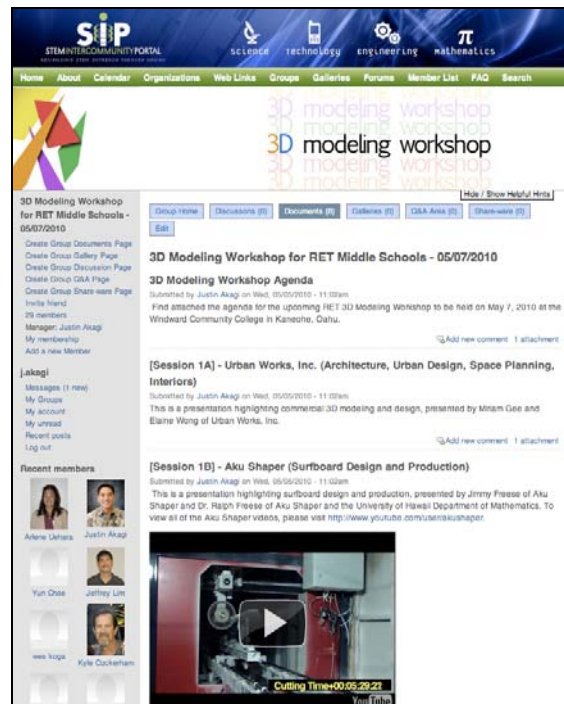 SIP
STEM INTERCOMMUNITY PORTAL
science technology engineering mathematics
Home About Calendar Organizations Web Links Groups Galleries Forums Member List FAQ Search
3D modeling workshop
Hide / Show Helpful Hints
Group Home Discussions (0) Documents (6) Galleries (0) Q&A Area (0) Share-ware (0)
Edit
3D Modeling Workshop
for RET Middle Schools -
05/07/2010
Create Group Documents Page
Create Group Gallery Page
Create Group Discussion Page
Create Group Q&A Page
Create Group Share-ware Page
Invite friend
29 members
Manager: Justin Akagi
My membership
Add a new Member
j.akagi
Messages (1 new)
My Groups
My account
My unread
Recent posts
Log out
Recent members
Arlene Uehara
Justin Akagi
Yun Chae
Jeffrey Lim
wes koga
Kyle Cockerham
3D Modeling Workshop for RET Middle Schools - 05/07/2010
3D Modeling Workshop Agenda
Submitted by Justin Akagi on Wed, 05/05/2010 - 11:02am
Find attached the agenda for the upcoming RET 3D Modeling Workshop to be held on May 7, 2010 at the
Windward Community College in Kaneohe, Oahu.
Add new comment 1 attachment
[Session 1A] - Urban Works, Inc. (Architecture, Urban Design, Space Planning,
Interiors)
Submitted by Justin Akagi on Wed, 05/05/2010 - 11:02am
This is a presentation highlighting commercial 3D modeling and design, presented by Miriam Gee and
Elaine Wong of Urban Works, Inc.
Add new comment 1 attachment
[Session 1B] - Aku Shaper (Surfboard Design and Production)
Submitted by Justin Akagi on Wed, 05/05/2010 - 11:02am
This is a presentation highlighting surfboard design and production, presented by Jimmy Freese of Aku
Shaper and Dr. Ralph Freese of Aku Shaper and the University of Hawaii Department of Mathematics. To
view all of the Aku Shaper videos, please visit http://www.youtube.com/user/akushaper.
Cutting Time+00:05:29:27
YouTube